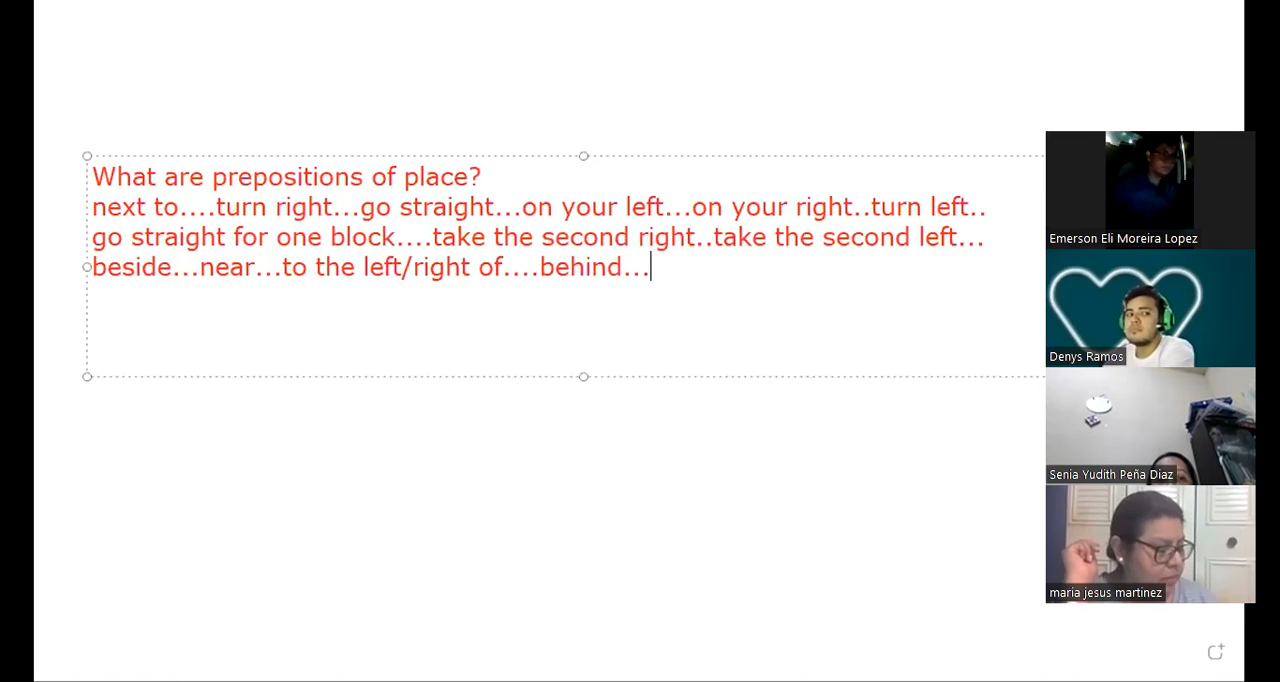 What are prepositions of place?
next to....turn right...go straight...on your left...on your right..turn left..
go straight for one block....take the second right..take the second left...
beside...near...to the left/right of....behind...
Emerson Eli Moreira Lopez
Denys Ramos
Senia Yudith Peña Diaz
maria jesus martinez